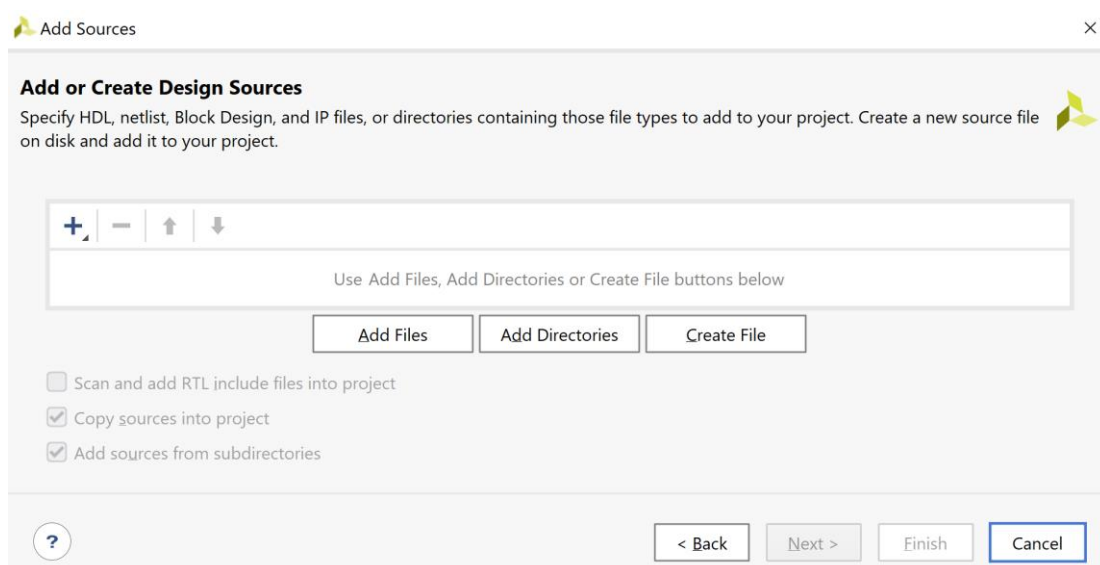 Add Sources
Add or Create Design Sources
Specify HDL, netlist, Block Design, and IP files, or directories containing those file types to add to your project. Create a new source file
on disk and add it to your project.
Use Add Files, Add Directories or Create File buttons below
Add Files
Add Directories
Create File
Scan and add RTL include files into project
Copy sources into project
Add sources from subdirectories
?
< Back
Next >
Finish
Cancel